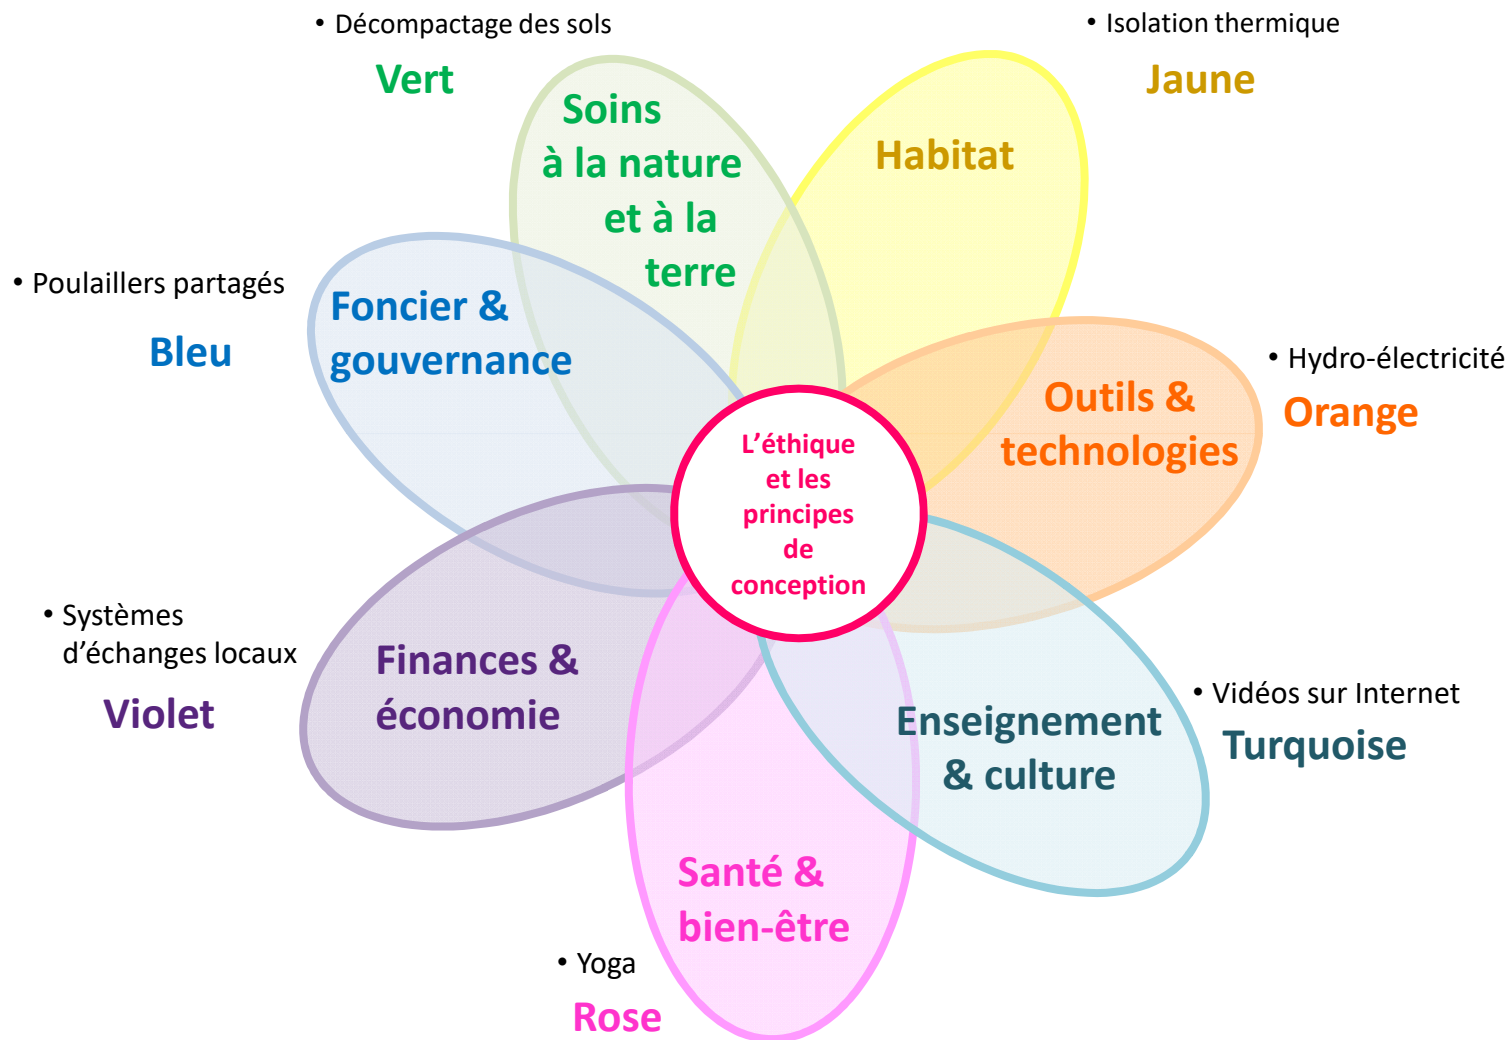 • Décompactage des sols
Vert
Soins
à la nature
et à la
terre
• Isolation thermique
Jaune
Habitat
• Poulaillers partagés
Bleu
Foncier &
gouvernance
• Hydro-électricité
Orange
Outils &
technologies
L’éthique
et les
principes
de
conception
• Systèmes
d'échanges locaux
Violet
Finances &
économie
• Vidéos sur Internet
Turquoise
Enseignement
& culture
Santé &
bien-être
• Yoga
Rose